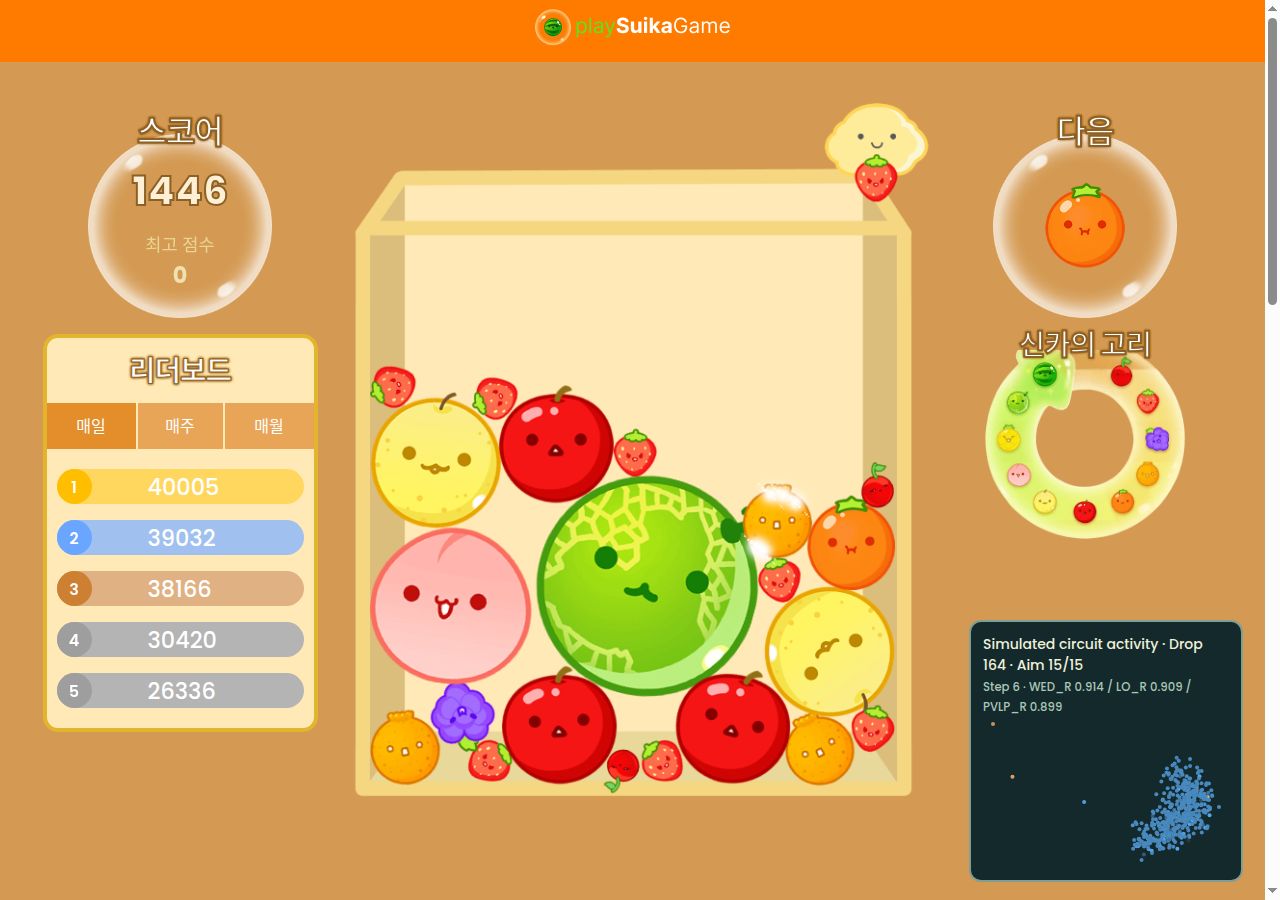 playSuikaGame
스코어
1446
최고 점수
0
리더보드
매일 매주 매월
1 40005
2 39032
3 38166
4 30420
5 26336
다음
신카의 고리
Simulated circuit activity · Drop
164 · Aim 15/15
Step 6 · WED_R 0.914 / LO_R 0.909 /
PVLP_R 0.899